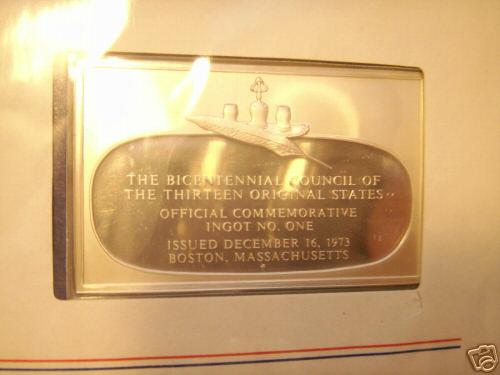 THE BICENTENNIAL COUNCIL OF
THE THIRTEEN ORIGINAL STATES
OFFICIAL COMMEMORATIVE
INGOT NO. ONE
ISSUED DECEMBER 16, 1973
BOSTON, MASSACHUSETTS